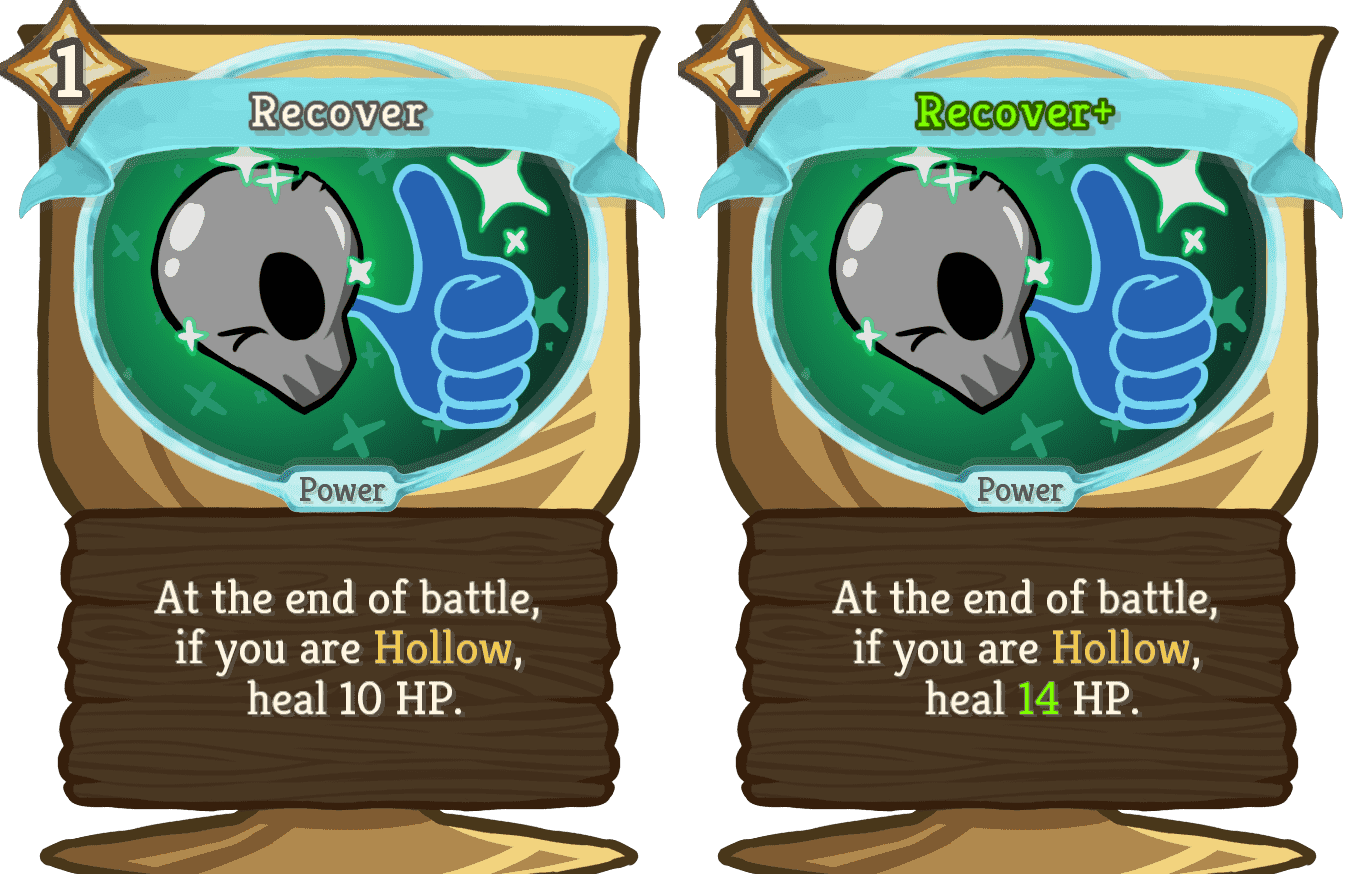 1
Recover
Power
At the end of battle,
if you are Hollow,
heal 10 HP.
1
Recover+
Power
At the end of battle,
if you are Hollow,
heal 14 HP.